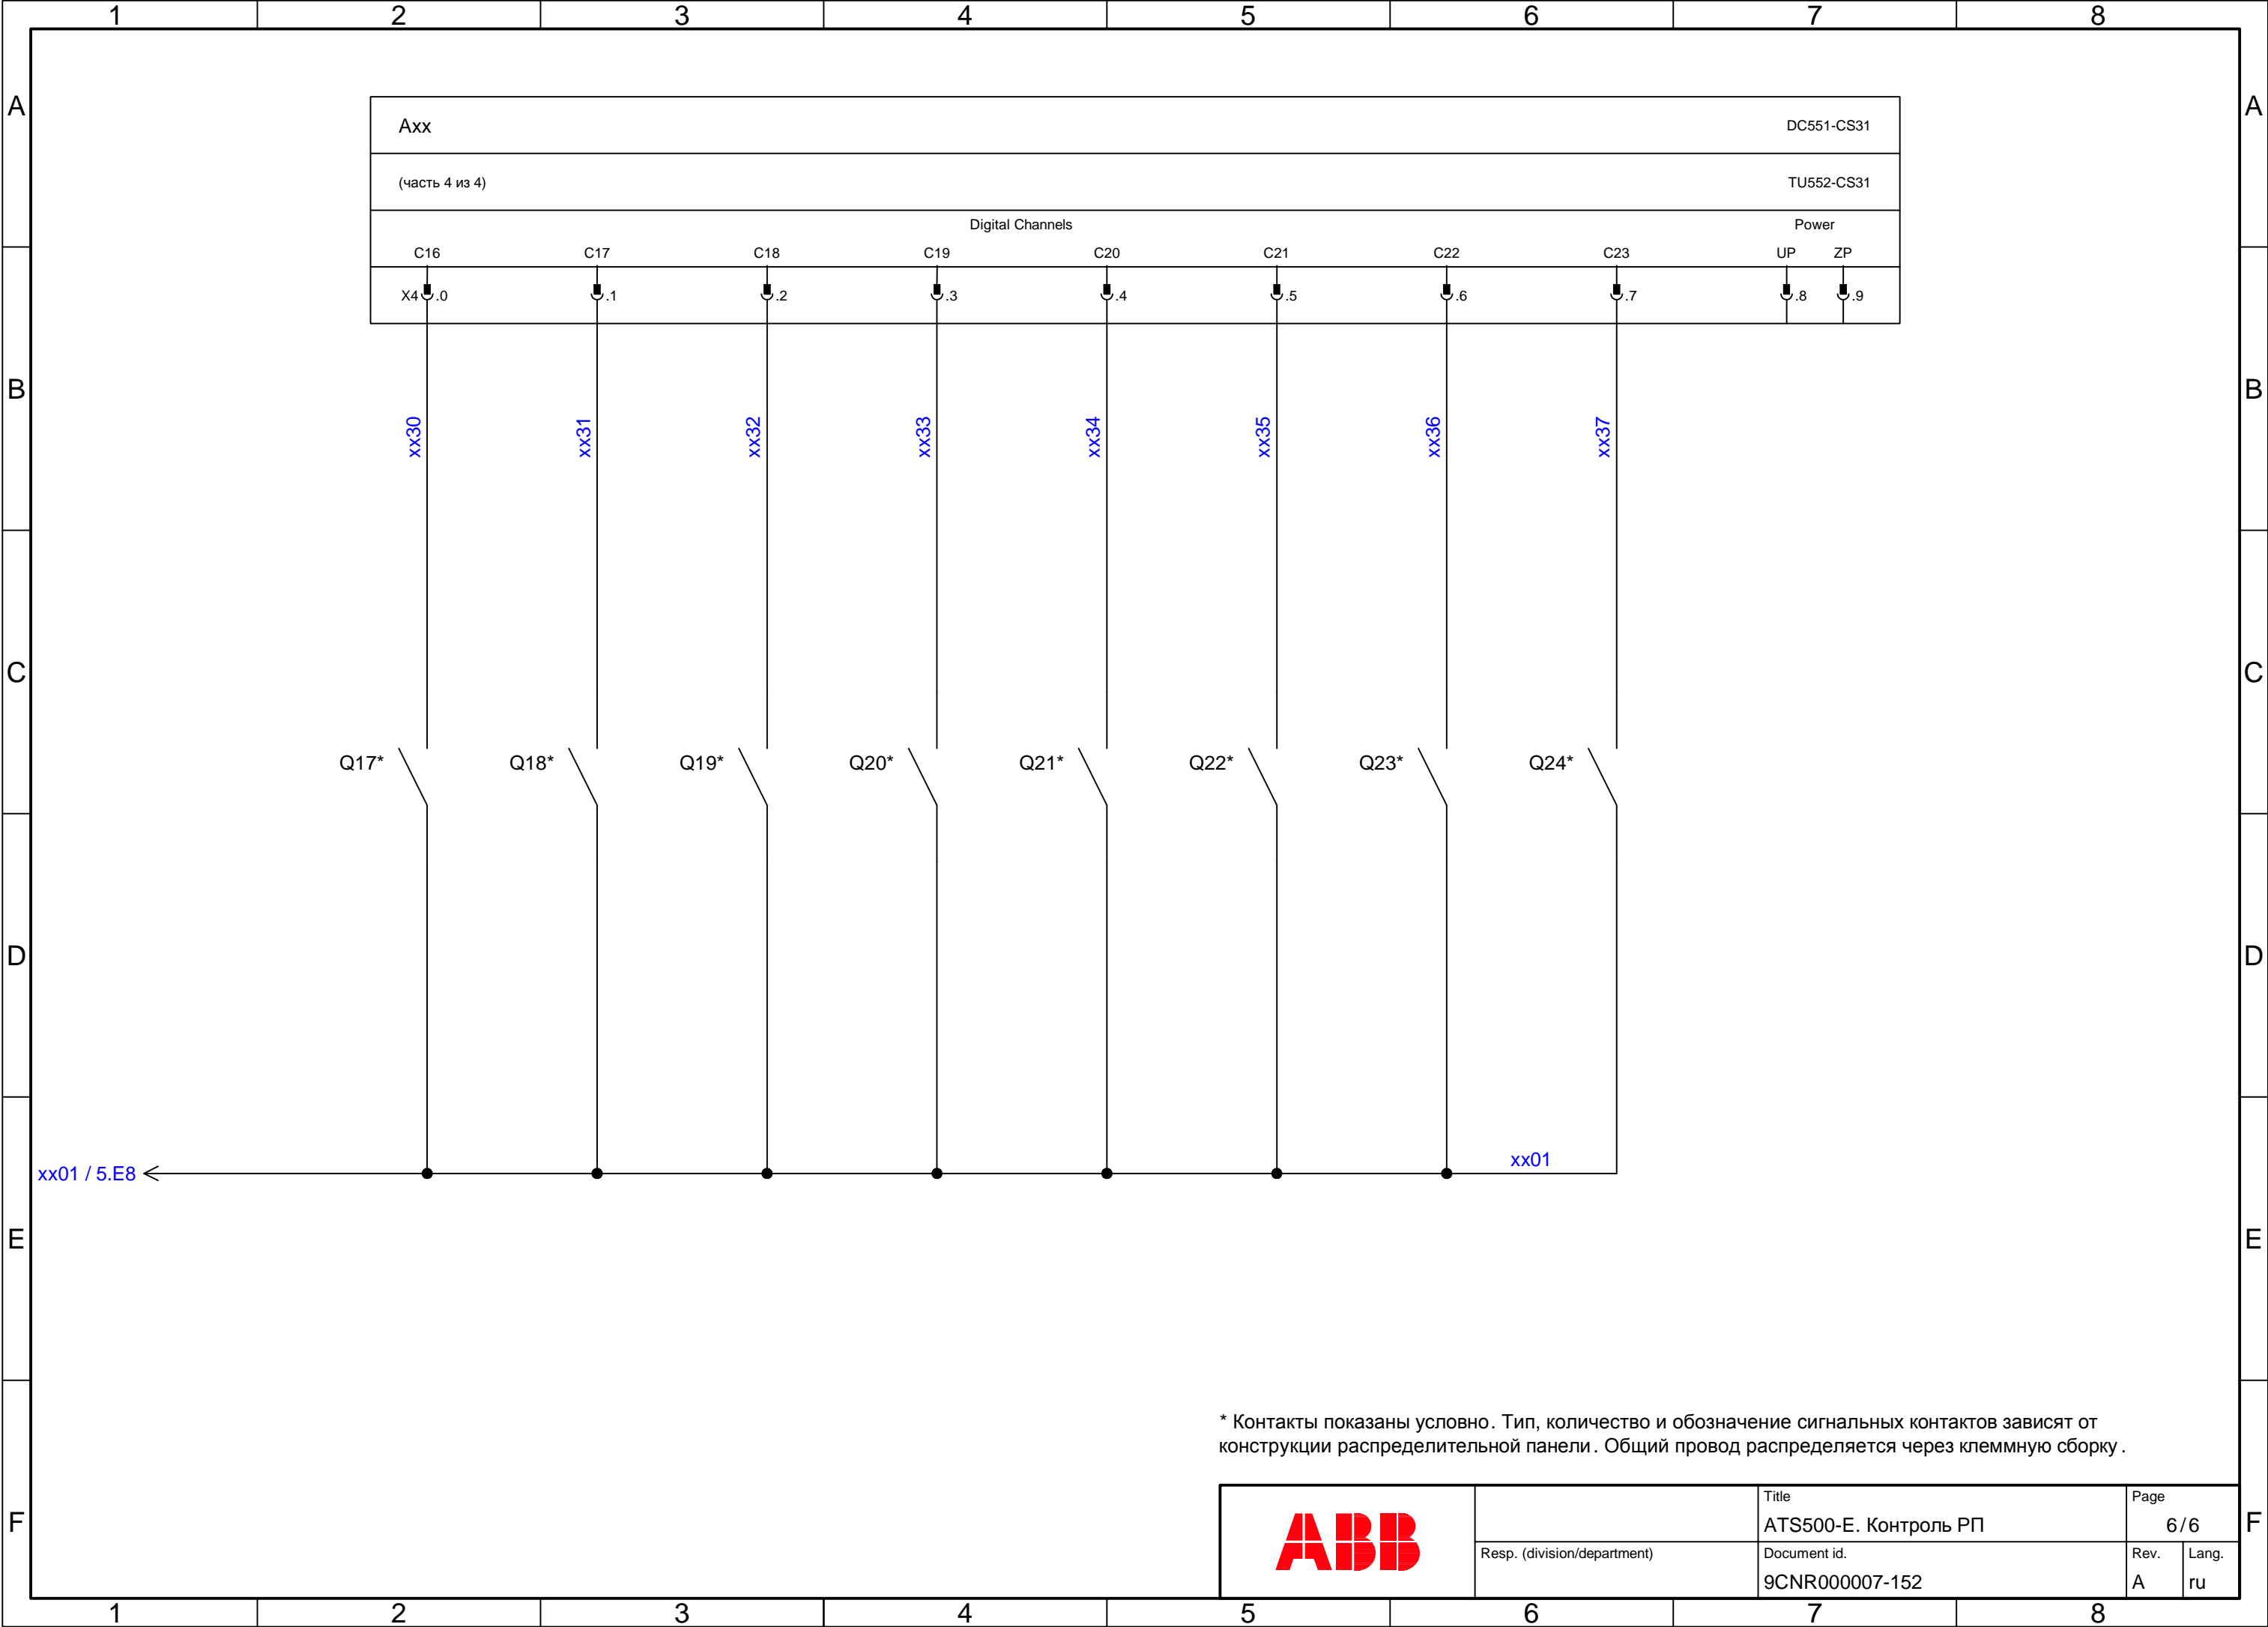 1 2 3 4 5 6 7 8
A A
Axx DC551-CS31
(часть 4 из 4) TU552-CS31
Digital Channels Power
C16 C17 C18 C19 C20 C21 C22 C23 UP ZP
X4 .0 .1 .2 .3 .4 .5 .6 .7 .8 .9
B B
xx30 xx31 xx32 xx33 xx34 xx35 xx36 xx37
C C
Q17* Q18* Q19* Q20* Q21* Q22* Q23* Q24*
D D
xx01
xx01 / 5.E8
E E
* Контакты показаны условно. Тип, количество и обозначение сигнальных контактов зависят от
конструкции распределительной панели. Общий провод распределяется через клеммную сборку.
F F
ABB
Title
ATS500-E. Контроль РП
Page
6/6
Resp. (division/department)
Document id.
9CNR000007-152
Rev.
A
Lang.
ru
1 2 3 4 5 6 7 8